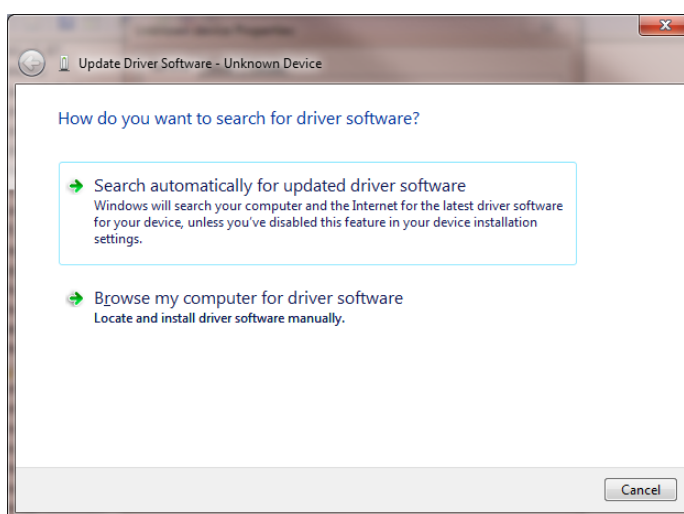 Update Driver Software - Unknown Device
How do you want to search for driver software?
Search automatically for updated driver software
Windows will search your computer and the Internet for the latest driver software
for your device, unless you've disabled this feature in your device installation
settings.
Browse my computer for driver software
Locate and install driver software manually.
Cancel